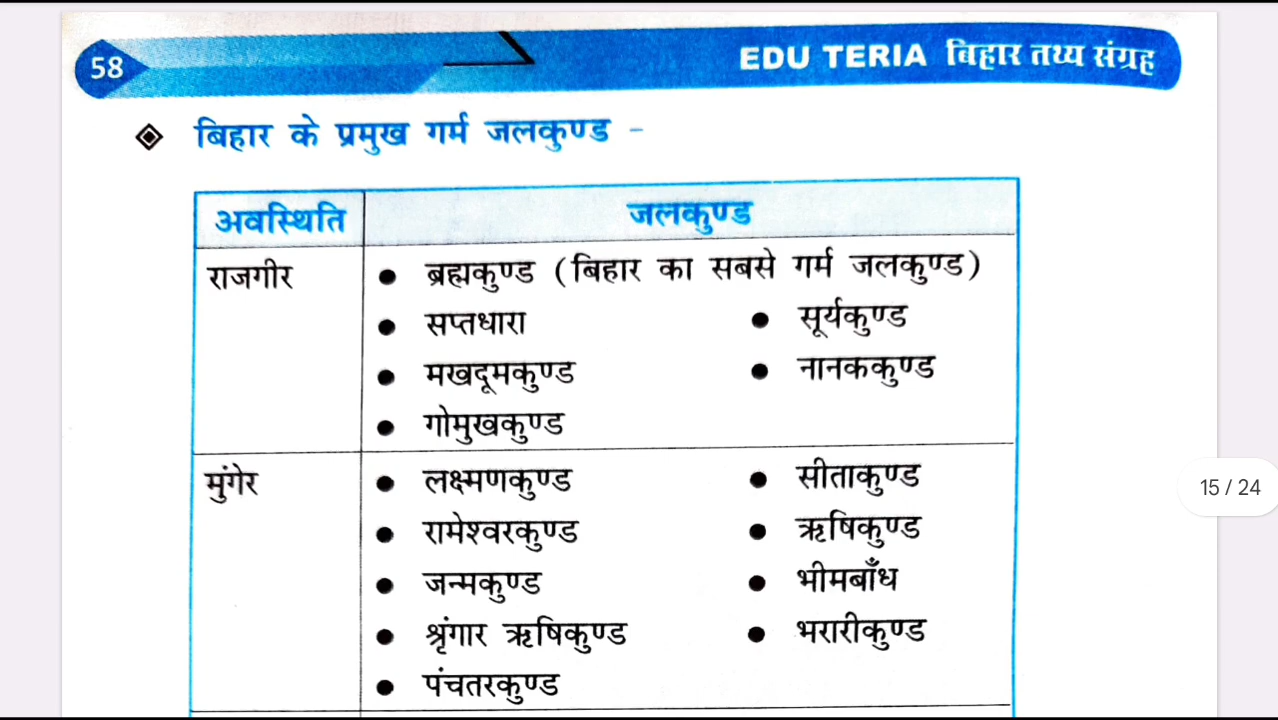 58
EDU TERIA बिहार तथ्य संग्रह
बिहार के प्रमुख गर्म जलकुण्ड -
अवस्थिति जलकुण्ड
राजगीर • ब्रह्मकुण्ड (बिहार का सबसे गर्म जलकुण्ड)
• सप्तधारा • सूर्यकुण्ड
• मखदूमकुण्ड • नानककुण्ड
• गोमुखकुण्ड
मुंगेर • लक्ष्मणकुण्ड • सीताकुण्ड
• रामेश्वरकुण्ड • ऋषिकुण्ड
• जन्मकुण्ड • भीमबाँध
• श्रृंगार ऋषिकुण्ड • भरारीकुण्ड
• पंचतरकुण्ड
15 / 24